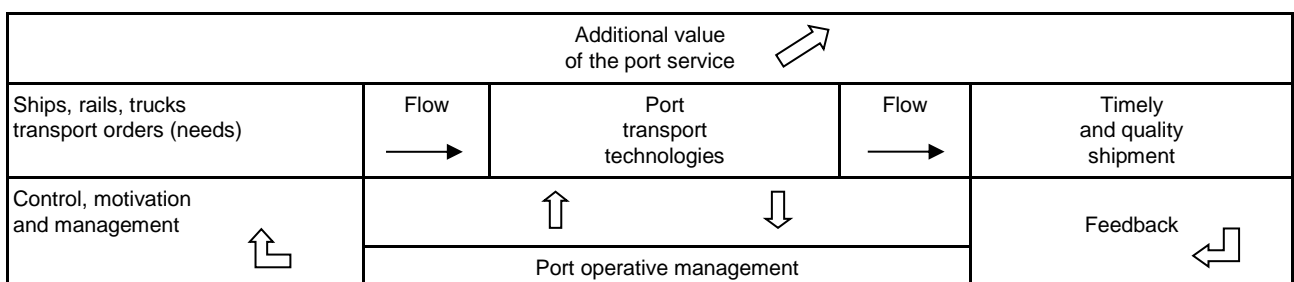 Additional value
of the port service
Ships, rails, trucks
transport orders (needs)
Flow
Port
transport
technologies
Flow
Timely
and quality
shipment
Control, motivation
and management
Feedback
Port operative management